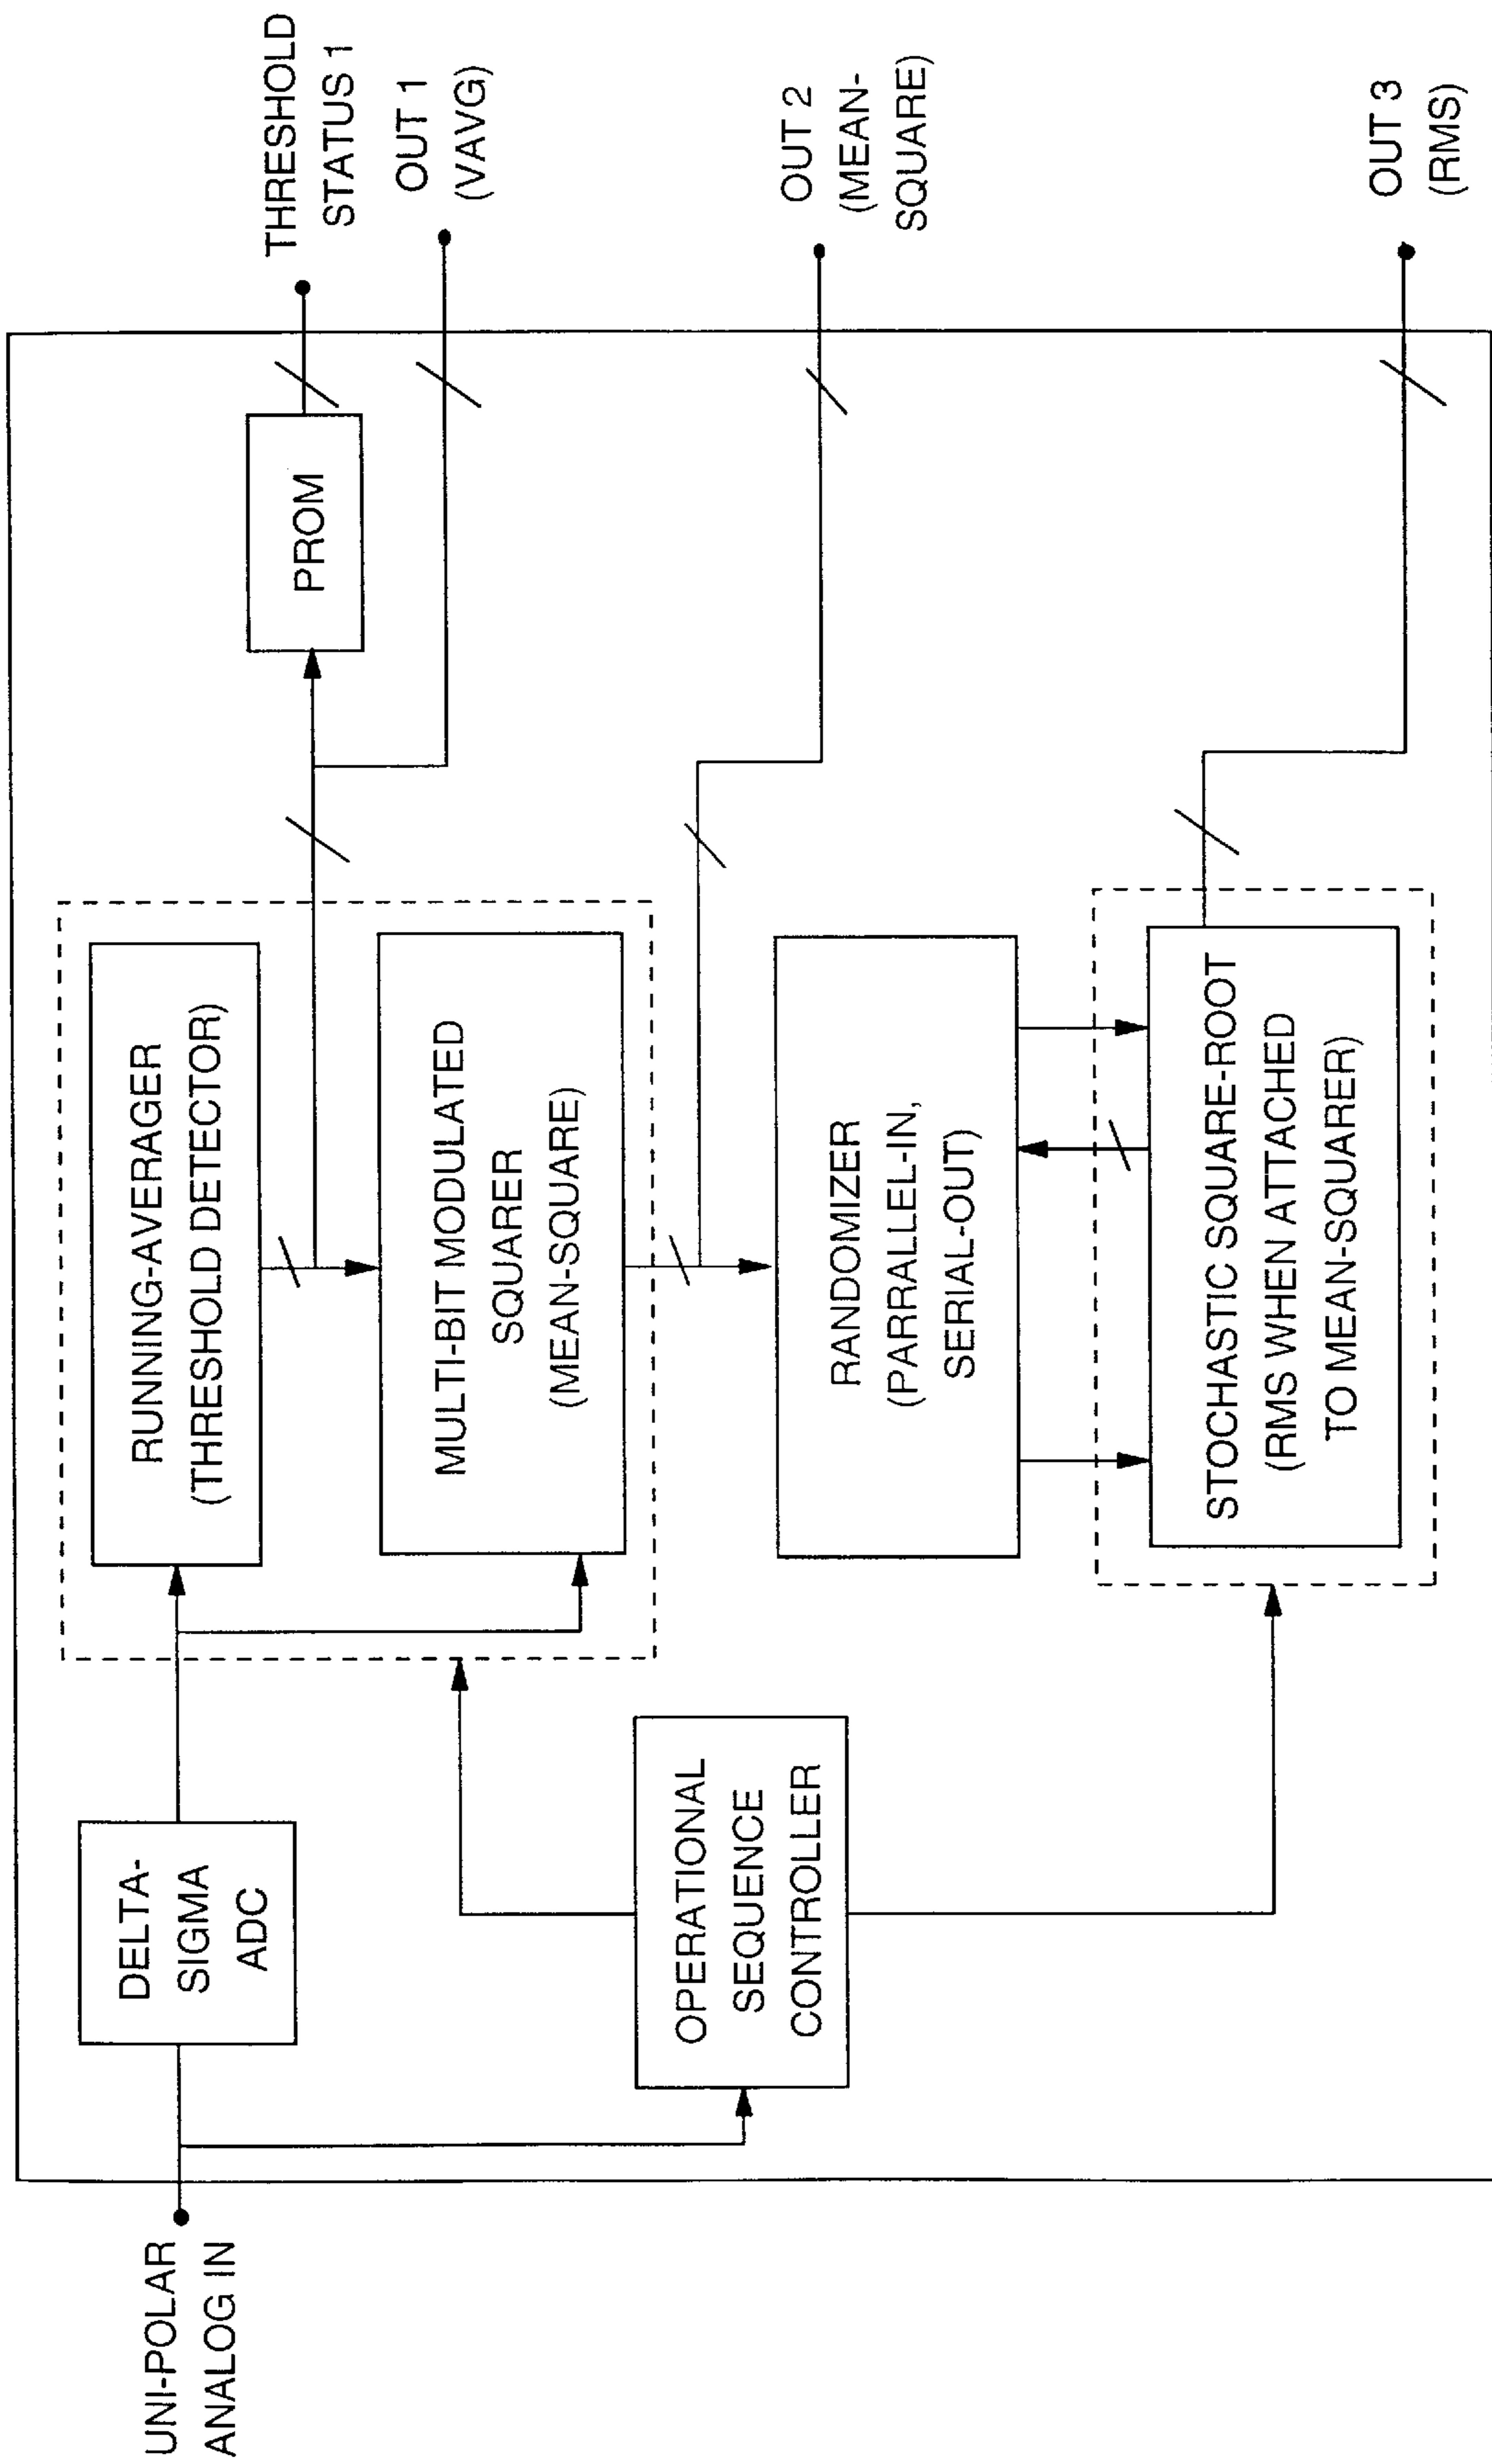 UNI-POLAR
ANALOG IN
DELTA-
SIGMA
ADC
OPERATIONAL
SEQUENCE
CONTROLLER
RUNNING-AVERAGER
(THRESHOLD DETECTOR)
MULTI-BIT MODULATED
SQUARER
(MEAN-SQUARE)
RANDOMIZER
(PARRALLEL-IN,
SERIAL-OUT)
STOCHASTIC SQUARE-ROOT
(RMS WHEN ATTACHED
TO MEAN-SQUARER)
PROM
THRESHOLD
STATUS 1
OUT 1
(VAVG)
OUT 2
(MEAN-
SQUARE)
OUT 3
(RMS)